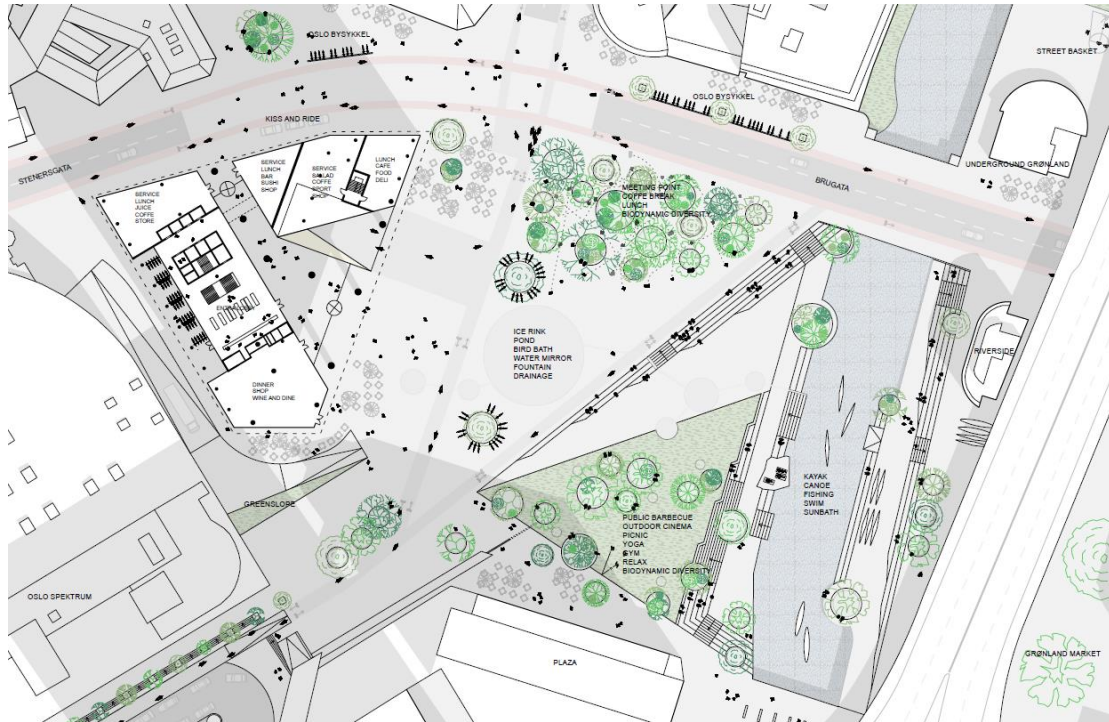 OSLO BYSYKKEL
STREET BASKET
OSLO BYSYKKEL
KISS AND RIDE
STENERSGATA
SERVICE
LUNCH
BAR
SUSHI
SHOP
SERVICE
SALAD
COFFE
SPORT
SHOP
LUNCH
CAFE
FOOD
DELI
UNDERGROUND GRØNLAND
BRUGATA
SERVICE
LUNCH
JUICE
COFFE
STORE
MEETING POINT
COFFE BREAK
LUNCH
BIODYNAMIC DIVERSITY
ICE RINK
POND
BIRD BATH
WATER MIRROR
FOUNTAIN
DRAINAGE
RIVERSIDE
DINNER
SHOP
WINE AND DINE
KAYAK
CANOE
FISHING
SWIM
SUNBATH
GREENSLOPE
PUBLIC BARBECUE
OUTDOOR CINEMA
PICNIC
YOGA
GYM
RELAX
BIODYNAMIC DIVERSITY
OSLO SPEKTRUM
PLAZA
GRØNLAND MARKET